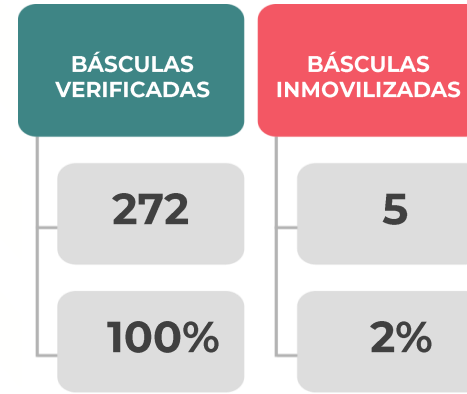 BÁSCULAS
VERIFICADAS
272
100%
BÁSCULAS
INMOVILIZADAS
5
2%